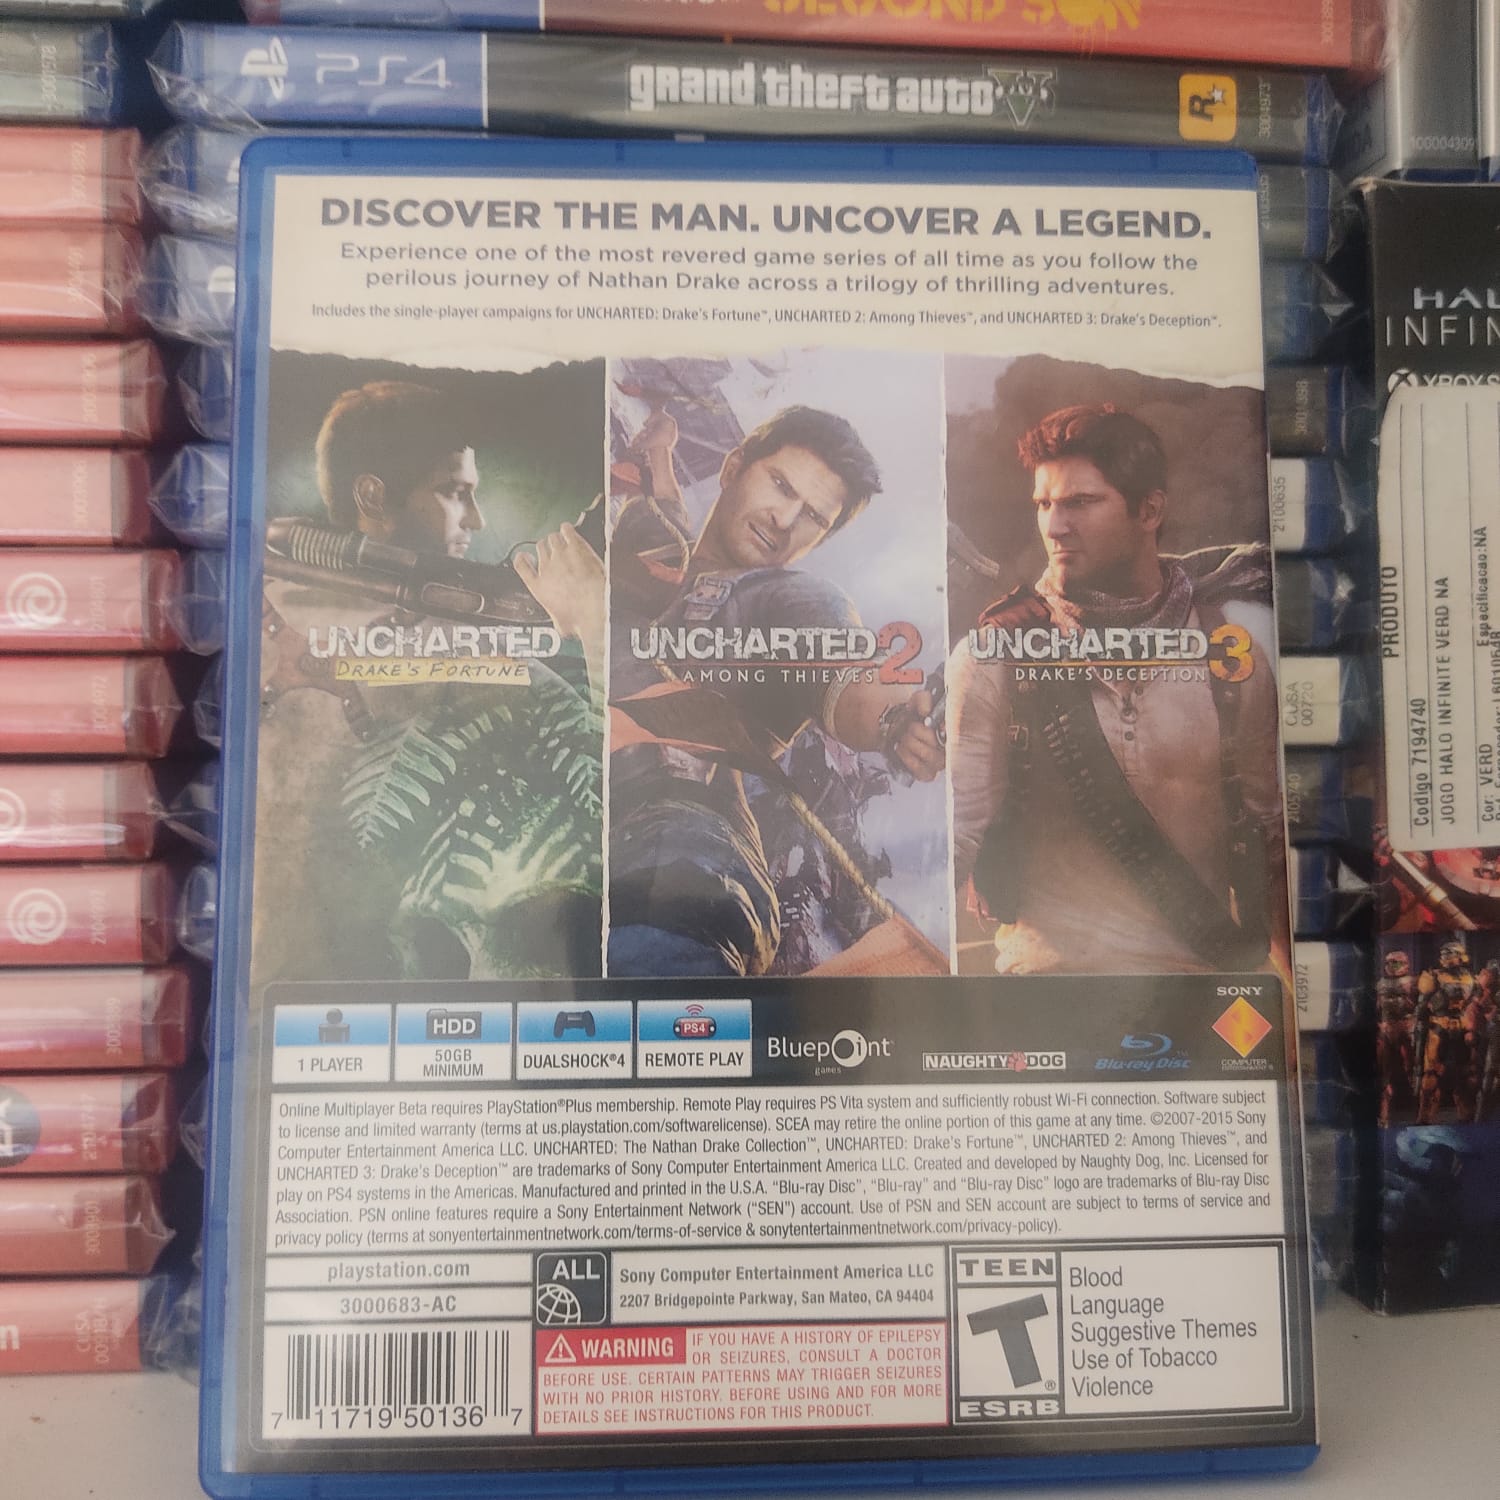 SECOND SON
PS4 grand theft auto V
R★
3004973
100004309
DISCOVER THE MAN. UNCOVER A LEGEND.
Experience one of the most revered game series of all time as you follow the
perilous journey of Nathan Drake across a trilogy of thrilling adventures.
Includes the single-player campaigns for UNCHARTED: Drake's Fortune™, UNCHARTED 2: Among Thieves™, and UNCHARTED 3: Drake's Deception™.
UNCHARTED
DRAKE'S FORTUNE
UNCHARTED 2
AMONG THIEVES
UNCHARTED 3
DRAKE'S DECEPTION
1 PLAYER
HDD
50GB
MINIMUM
DUALSHOCK®4
PS4
REMOTE PLAY
Bluepoint
games
NAUGHTY DOG
Blu-ray Disc™
SONY
COMPUTER
ENTERTAINMENT®
Online Multiplayer Beta requires PlayStation®Plus membership. Remote Play requires PS Vita system and sufficiently robust Wi-Fi connection. Software subject
to license and limited warranty (terms at us.playstation.com/softwarelicense). SCEA may retire the online portion of this game at any time. ©2007-2015 Sony
Computer Entertainment America LLC. UNCHARTED: The Nathan Drake Collection™, UNCHARTED: Drake's Fortune™, UNCHARTED 2: Among Thieves™, and
UNCHARTED 3: Drake's Deception™ are trademarks of Sony Computer Entertainment America LLC. Created and developed by Naughty Dog, Inc. Licensed for
play on PS4 systems in the Americas. Manufactured and printed in the U.S.A. “Blu-ray Disc”, “Blu-ray” and “Blu-ray Disc” logo are trademarks of Blu-ray Disc
Association. PSN online features require a Sony Entertainment Network (“SEN”) account. Use of PSN and SEN account are subject to terms of service and
privacy policy (terms at sonyentertainmentnetwork.com/terms-of-service & sonytentertainmentnetwork.com/privacy-policy).
playstation.com
3000683-AC
7 11719 50136 7
ALL
Sony Computer Entertainment America LLC
2207 Bridgepointe Parkway, San Mateo, CA 94404
WARNING IF YOU HAVE A HISTORY OF EPILEPSY
OR SEIZURES, CONSULT A DOCTOR
BEFORE USE. CERTAIN PATTERNS MAY TRIGGER SEIZURES
WITH NO PRIOR HISTORY. BEFORE USING AND FOR MORE
DETAILS SEE INSTRUCTIONS FOR THIS PRODUCT.
TEEN
T
®
ESRB
Blood
Language
Suggestive Themes
Use of Tobacco
Violence
3001398
2100635
CUSA
00720
2105740
2103972
HAL
INFIN
XBOX S
PRODUTO
Codigo 7194740
JOGO HALO INFINITE VERD NA
Especificacao:NA
Cor: VERD